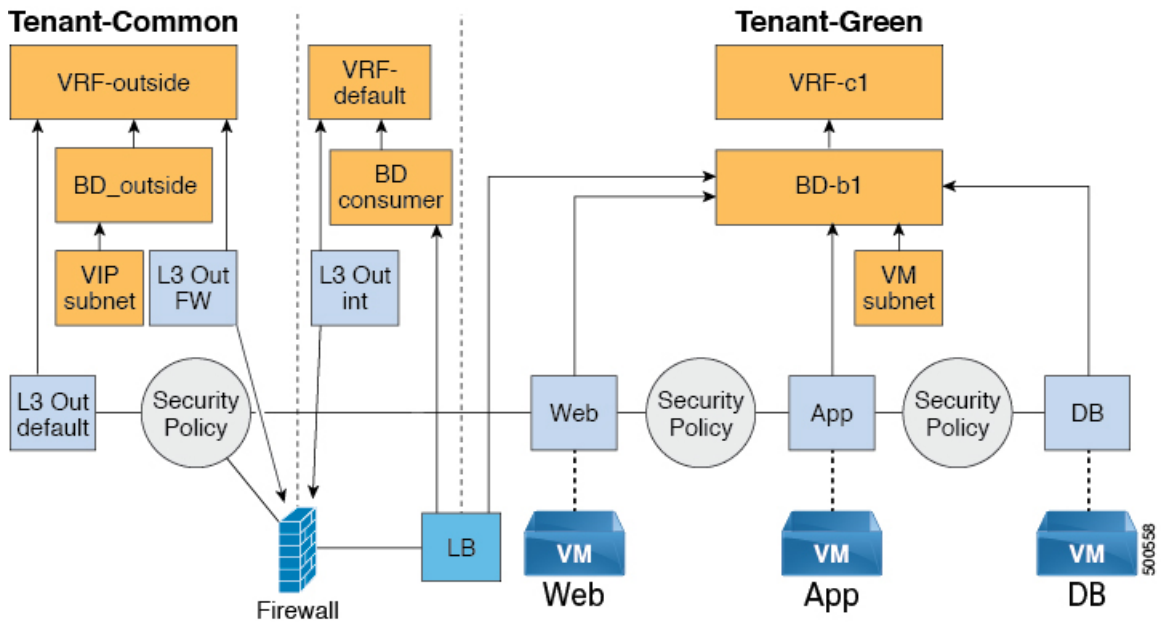 Tenant-Common
Tenant-Green
VRF-outside
VRF-
default
VRF-c1
BD_outside
BD
consumer
BD-b1
VIP
subnet
L3 Out
FW
L3 Out
int
VM
subnet
L3 Out
default
Security
Policy
Web
Security
Policy
App
Security
Policy
DB
LB
VM
VM
VM
Firewall
Web
App
DB
500558